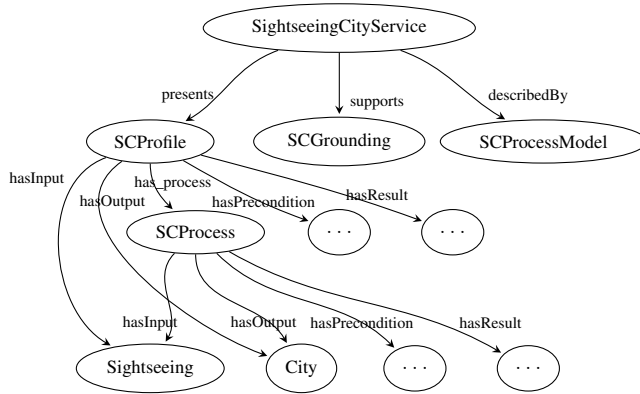 SightseeingCityService
presents
supports
describedBy
SCProfile
SCGrounding
SCProcessModel
hasInput
hasOutput
has_process
hasPrecondition
hasResult
SCProcess
· · ·
· · ·
hasInput
hasOutput
hasPrecondition
hasResult
Sightseeing
City
· · ·
· · ·